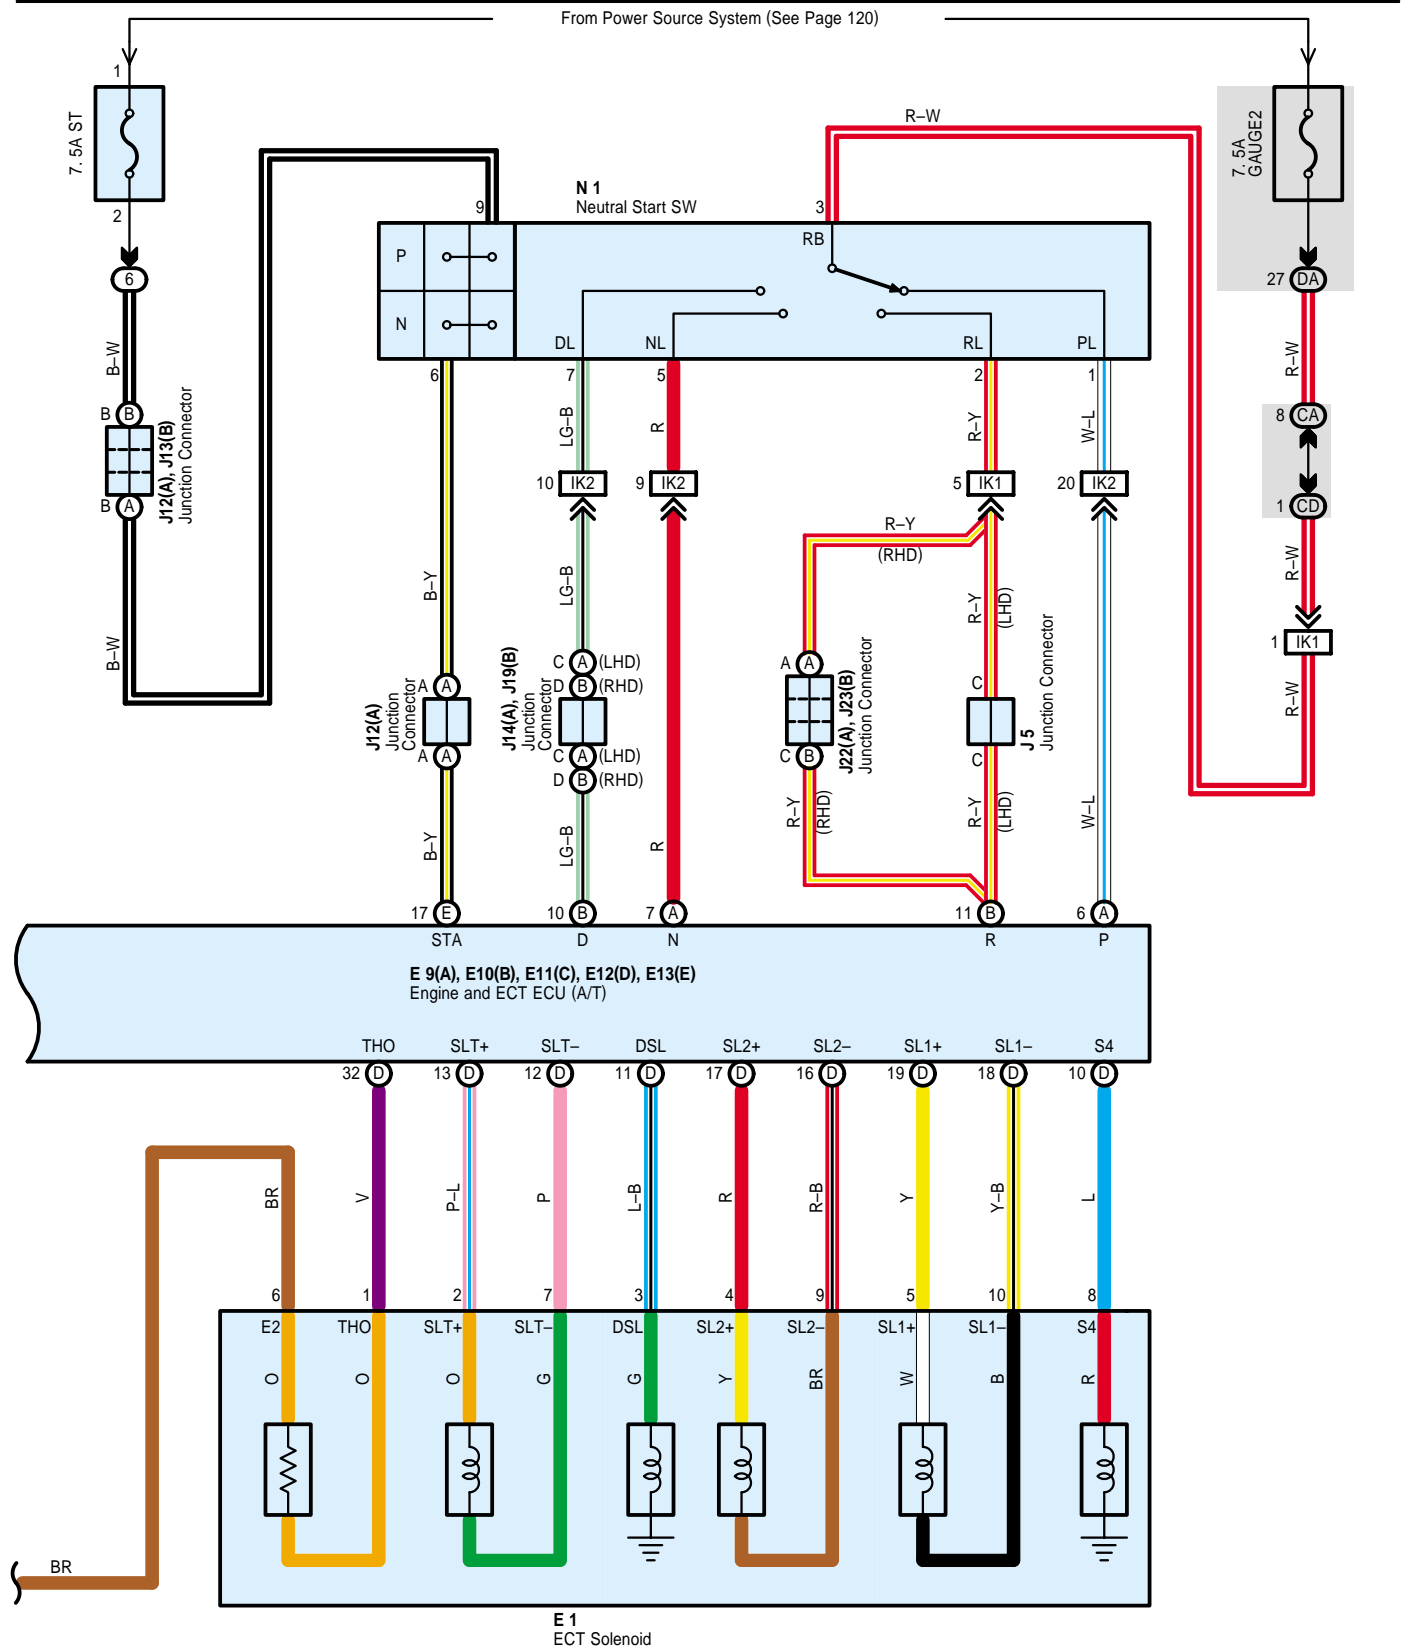 From Power Source System (See Page 120)
1
7. 5A ST
2
6
B–W
B
B
J12(A), J13(B)
Junction Connector
B
A
B–W
7. 5A
GAUGE2
27
DA
R–W
8
CA
1
CD
R–W
1
IK1
R–W
R–W
N 1
Neutral Start SW
9
3
P
N
RB
DL
NL
RL
PL
6
7
5
2
1
LG–B
R
R–Y
W–L
10
IK2
9
IK2
5
IK1
20
IK2
R–Y
(RHD)
B–Y
LG–B
R–Y
(LHD)
C
A
(LHD)
D
B
(RHD)
A
A
J12(A)
Junction
Connector
A
A
J14(A), J19(B)
Junction
Connector
C
A
(LHD)
D
B
(RHD)
A
A
J22(A), J23(B)
Junction Connector
C
B
C
J 5
Junction Connector
C
B–Y
LG–B
R
R–Y
(RHD)
R–Y
(LHD)
W–L
17
E
10
B
7
A
11
B
6
A
STA
D
N
R
P
E 9(A), E10(B), E11(C), E12(D), E13(E)
Engine and ECT ECU (A/T)
THO
SLT+
SLT–
DSL
SL2+
SL2–
SL1+
SL1–
S4
32
D
13
D
12
D
11
D
17
D
16
D
19
D
18
D
10
D
BR
V
P–L
P
L–B
R
R–B
Y
Y–B
L
6
1
2
7
3
4
9
5
10
8
E2
THO
SLT+
SLT–
DSL
SL2+
SL2–
SL1+
SL1–
S4
O
O
O
G
G
Y
BR
W
B
R
BR
E 1
ECT Solenoid